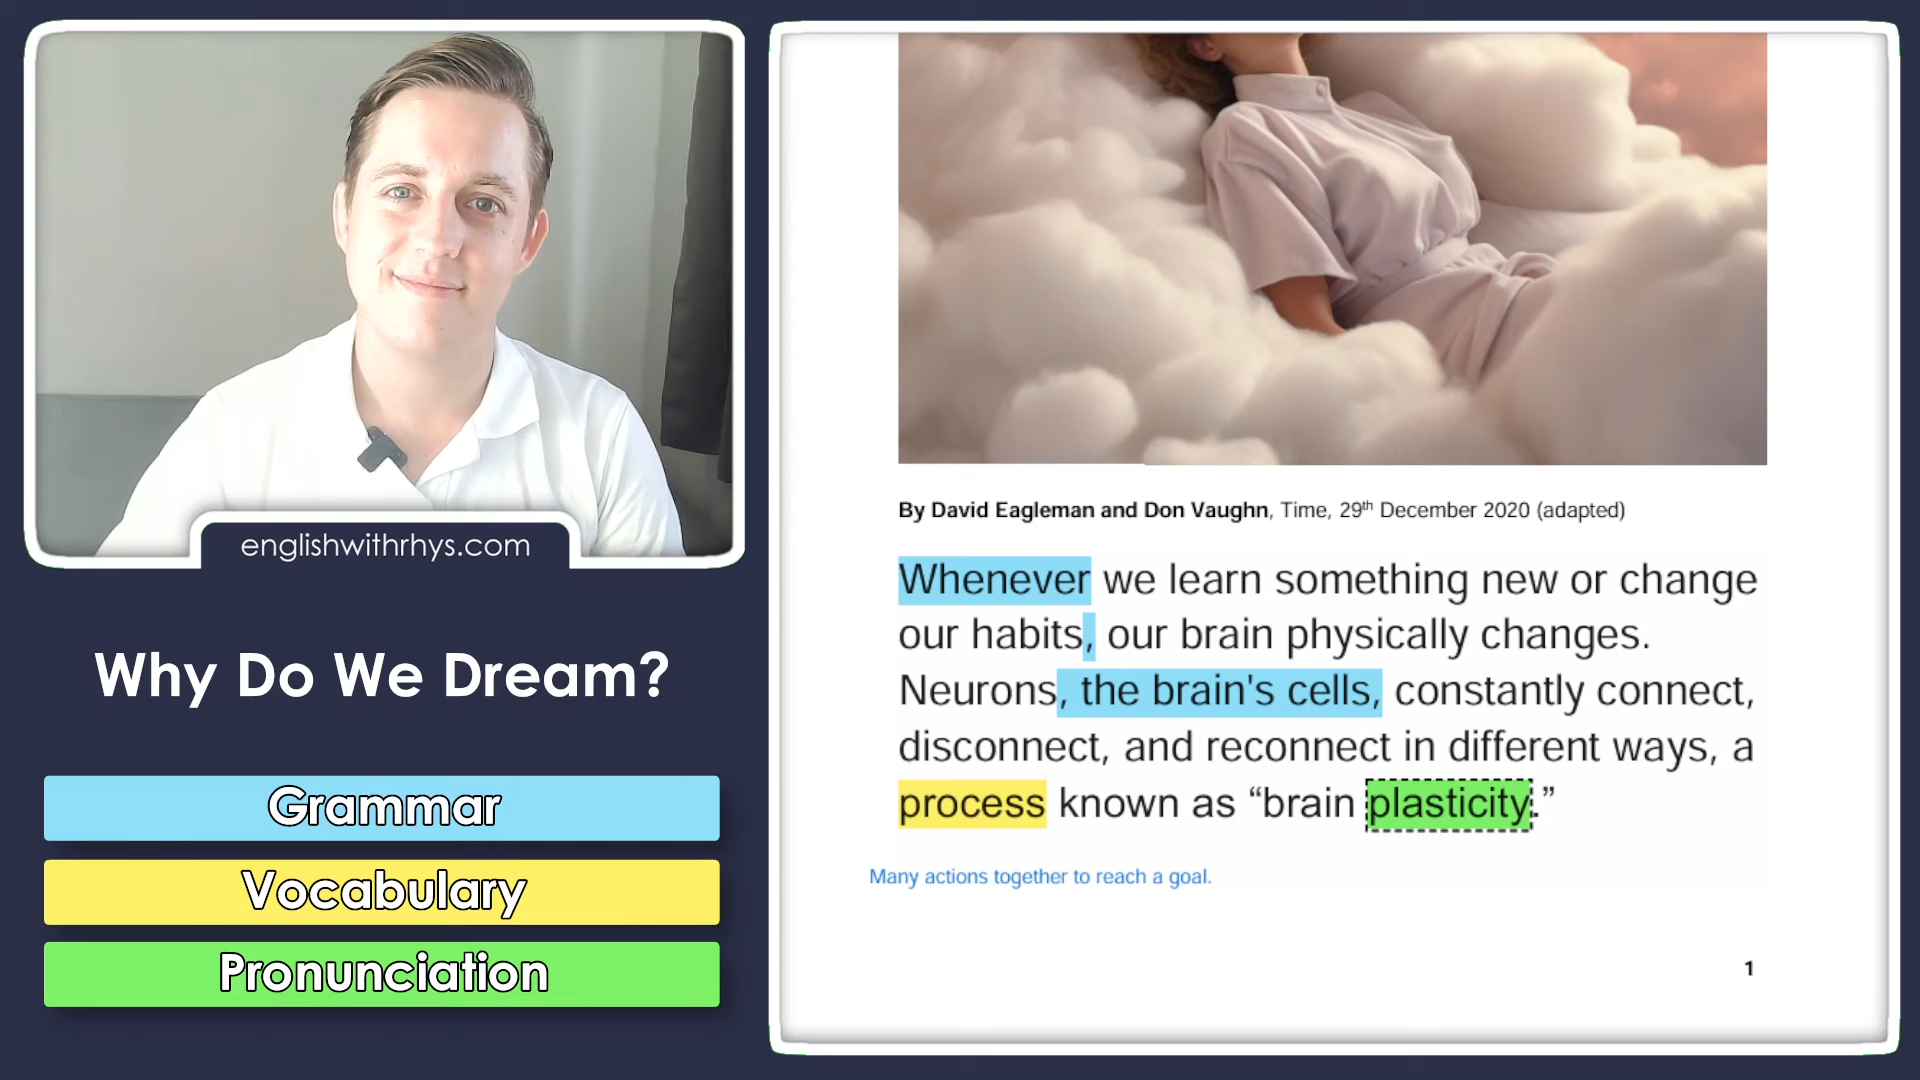 englishwithrhys.com
Why Do We Dream?
Grammar
Vocabulary
Pronunciation
By David Eagleman and Don Vaughn, Time, 29th December 2020 (adapted)
Whenever we learn something new or change
our habits, our brain physically changes.
Neurons, the brain's cells, constantly connect,
disconnect, and reconnect in different ways, a
process known as “brain plasticity.”
Many actions together to reach a goal.
1